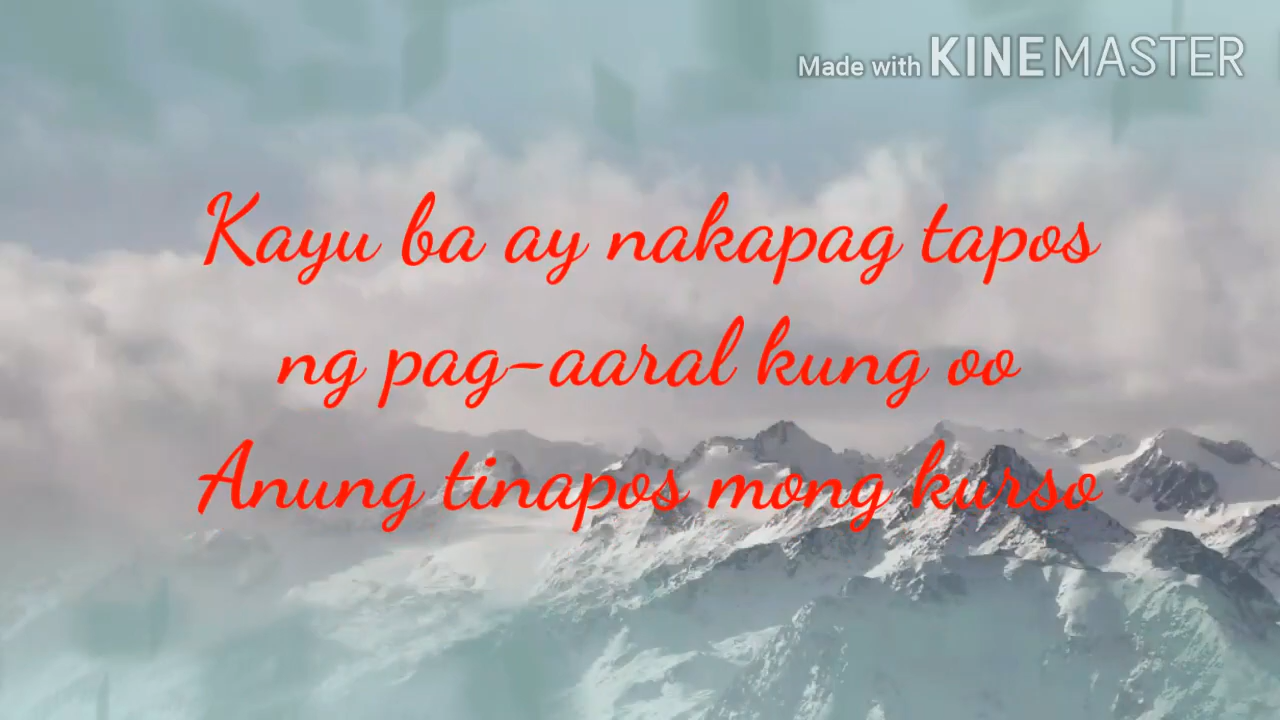 Made with KINEMASTER
Kayu ba ay nakapag tapos
ng pag-aaral kung oo
Anung tinapos mong kurso